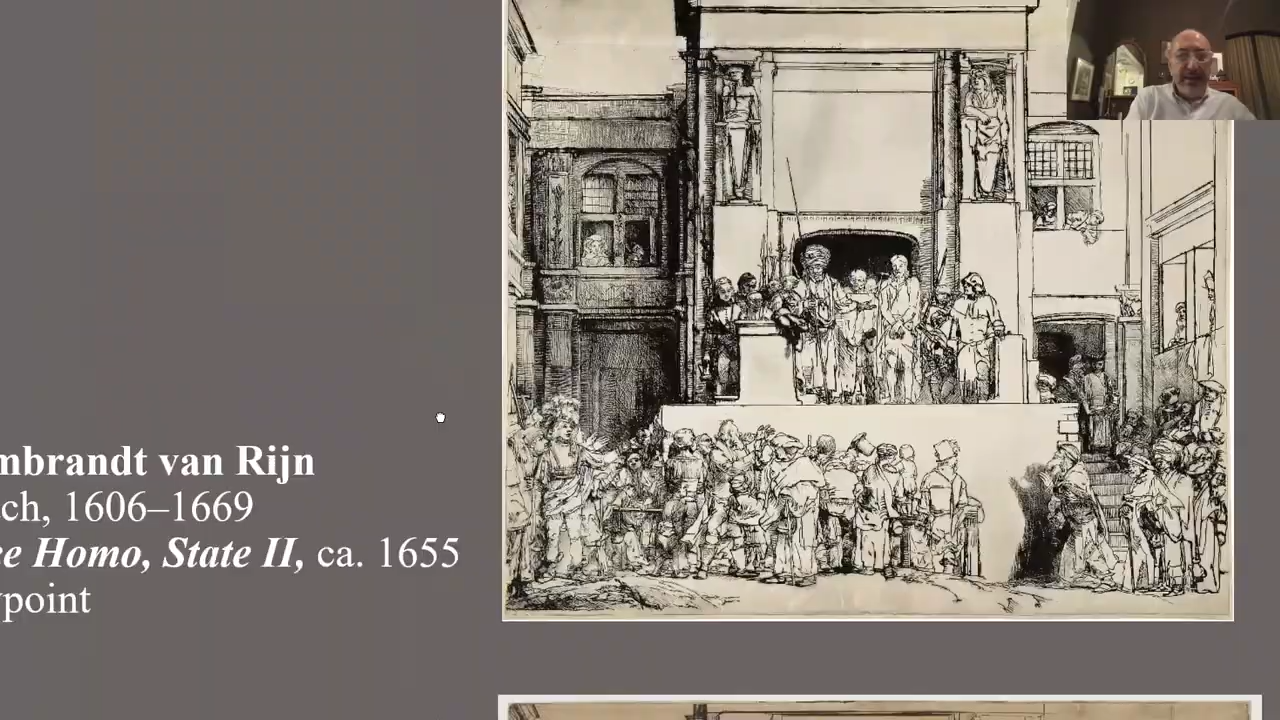 mbrandt van Rijn
ch, 1606–1669
e Homo, State II, ca. 1655
point